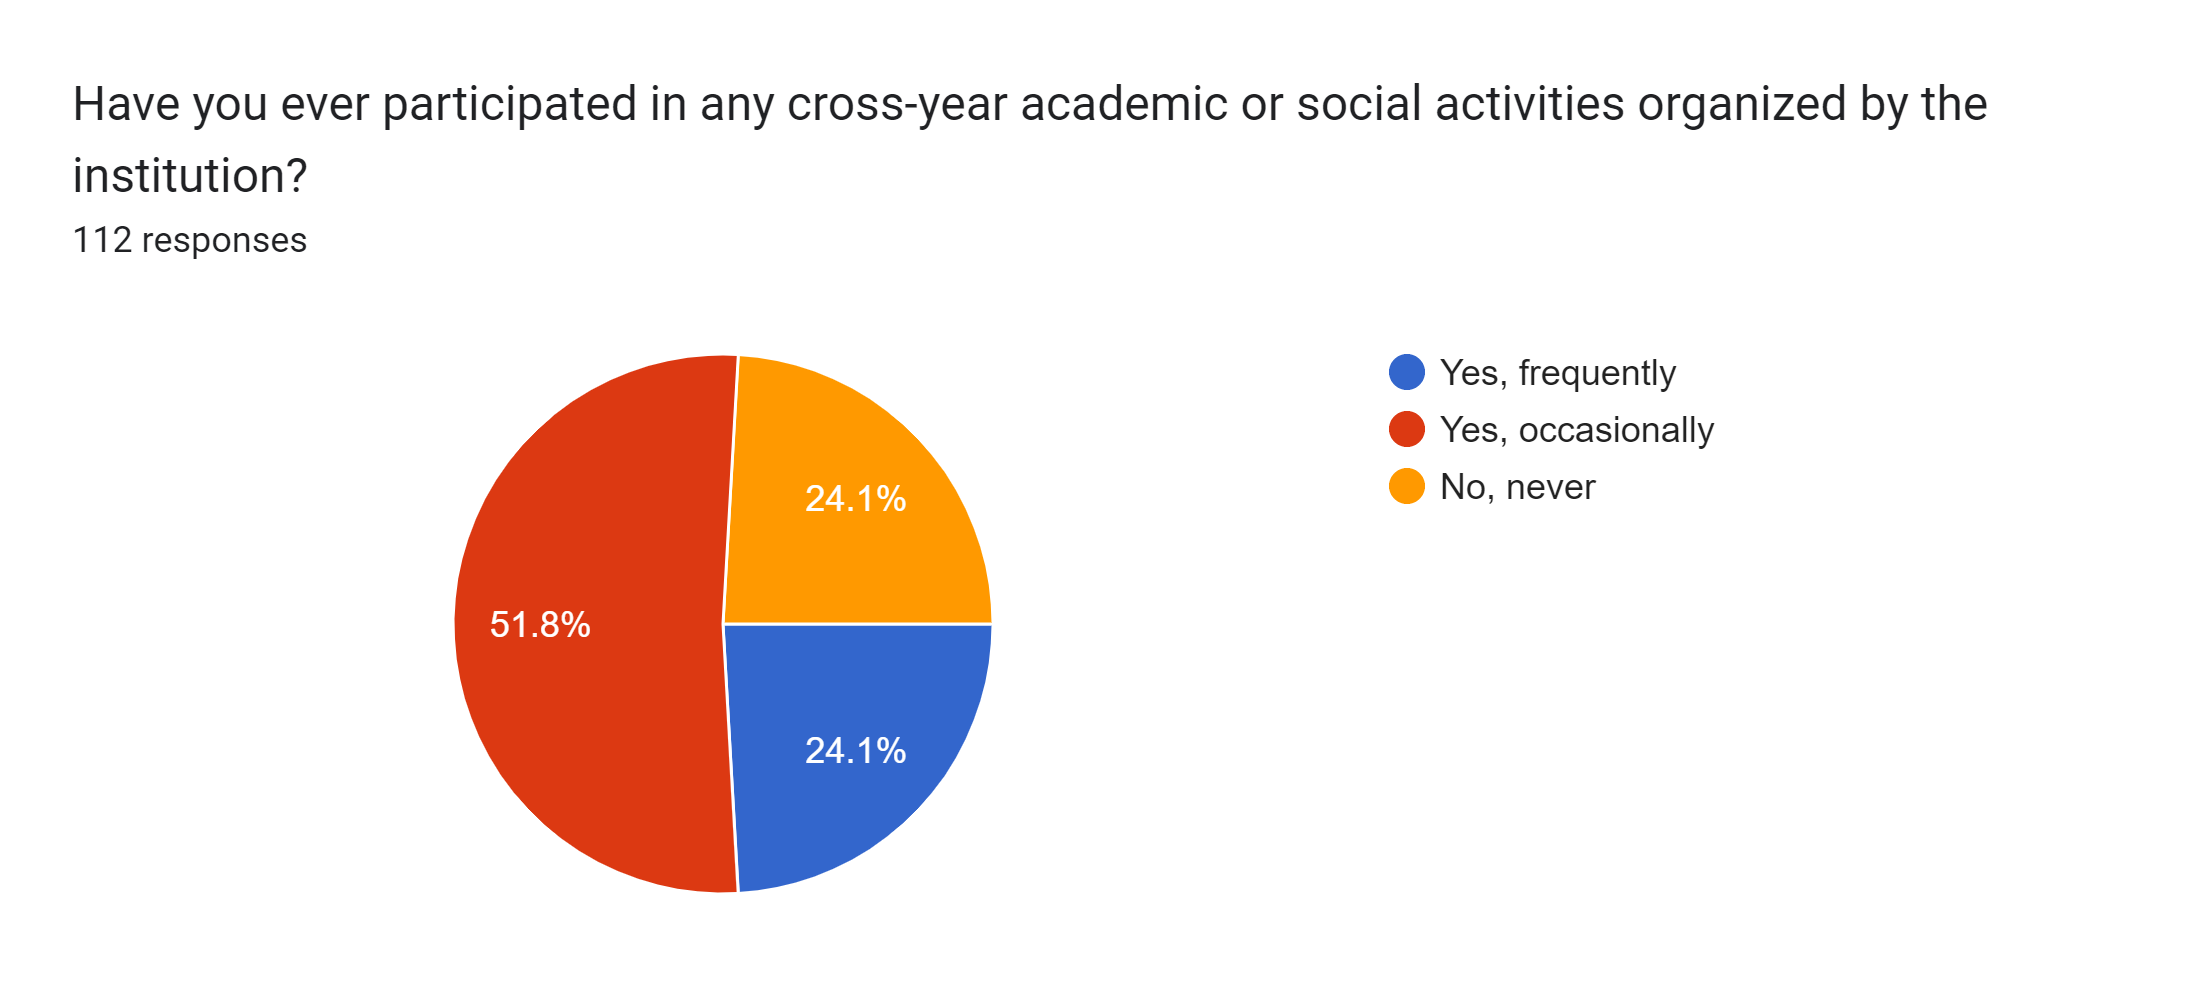 Have you ever participated in any cross-year academic or social activities organized by the
institution?
112 responses
Yes, frequently
Yes, occasionally
No, never
24.1%
51.8%
24.1%